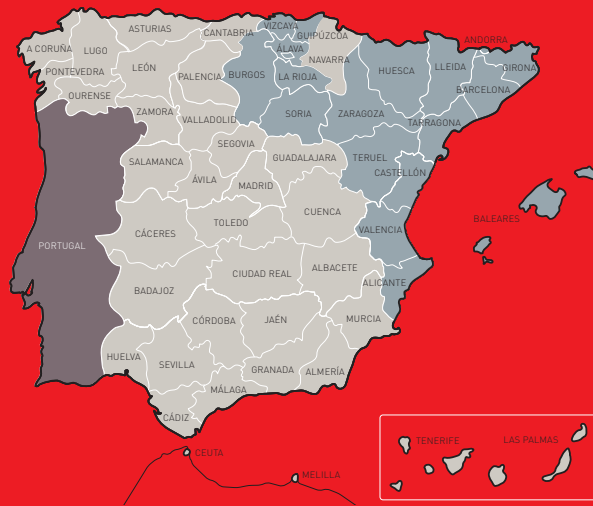 VIZCAYA
ASTURIAS
CANTABRIA
GUIPÚZCOA
ANDORRA
A CORUÑA
LUGO
ÁLAVA
NAVARRA
LEÓN
LLEIDA
GIRONA
PONTEVEDRA
PALENCIA
BURGOS
LA RIOJA
HUESCA
OURENSE
BARCELONA
ZAMORA
VALLADOLID
SORIA
ZARAGOZA
TARRAGONA
SEGOVIA
SALAMANCA
GUADALAJARA
TERUEL
ÁVILA
MADRID
CASTELLÓN
CUENCA
BALEARES
CÁCERES
TOLEDO
VALENCIA
PORTUGAL
CIUDAD REAL
ALBACETE
BADAJOZ
ALICANTE
CÓRDOBA
JAÉN
MURCIA
HUELVA
SEVILLA
GRANADA
ALMERÍA
MÁLAGA
CÁDIZ
TENERIFE
LAS PALMAS
CEUTA
MELILLA